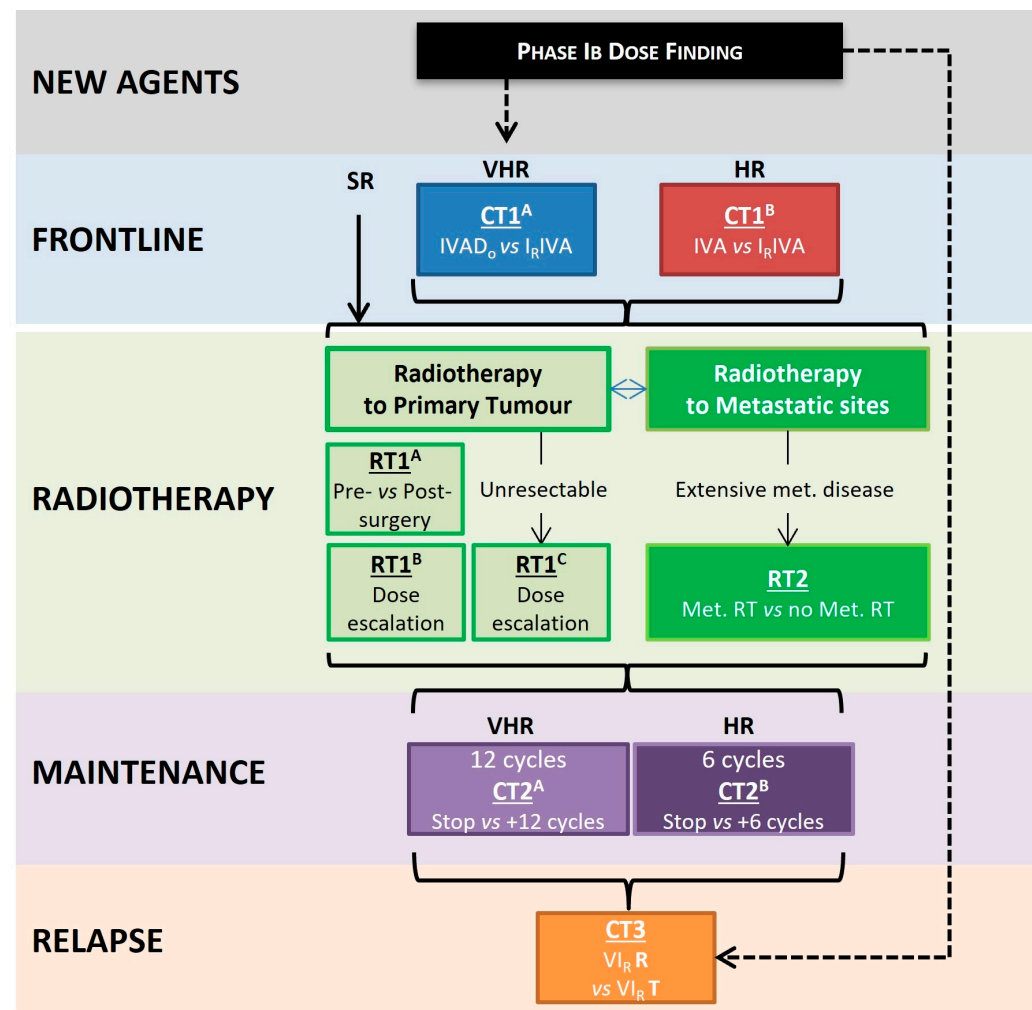 PHASE IB DOSE FINDING
NEW AGENTS
SR
VHR
HR
FRONTLINE
CT1ᴬ
IVADₒ vs IᵣIVA
CT1ᴮ
IVA vs IᵣIVA
RADIOTHERAPY
Radiotherapy
to Primary Tumour
Radiotherapy
to Metastatic sites
RT1ᴬ
Pre- vs Post-
surgery
Unresectable
Extensive met. disease
RT1ᴮ
Dose
escalation
RT1ᶜ
Dose
escalation
RT2
Met. RT vs no Met. RT
MAINTENANCE
VHR
HR
12 cycles
CT2ᴬ
Stop vs +12 cycles
6 cycles
CT2ᴮ
Stop vs +6 cycles
RELAPSE
CT3
VIᵣ R
vs VIᵣ T